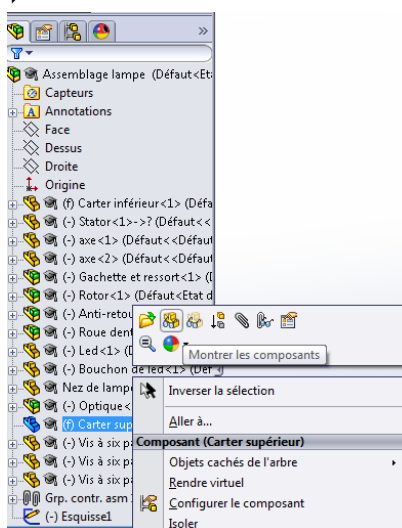 »
Assemblage lampe (Défaut<Et
Capteurs
Annotations
Face
Dessus
Droite
Origine
(f) Carter inférieur<1> (Défa
(-) Stator<1>->? (Défaut<<
(-) axe<1> (Défaut<<Défaut
(-) axe<2> (Défaut<<Défaut
(-) Gachette et ressort<1> (
(-) Rotor<1> (Défaut<Etat d
(-) Anti-retou
(-) Roue dent
(-) Led<1> (
Montrer les composants
(-) Bouchon de led<1> (Déf
Nez de lampe
Inverser la sélection
(-) Optique<
(f) Carter sup
Aller à...
(-) Vis à six pa
Composant (Carter supérieur)
(-) Vis à six pa
Objets cachés de l'arbre
(-) Vis à six pa
Rendre virtuel
Grp. contr. asm
Configurer le composant
(-) Esquisse1
Isoler